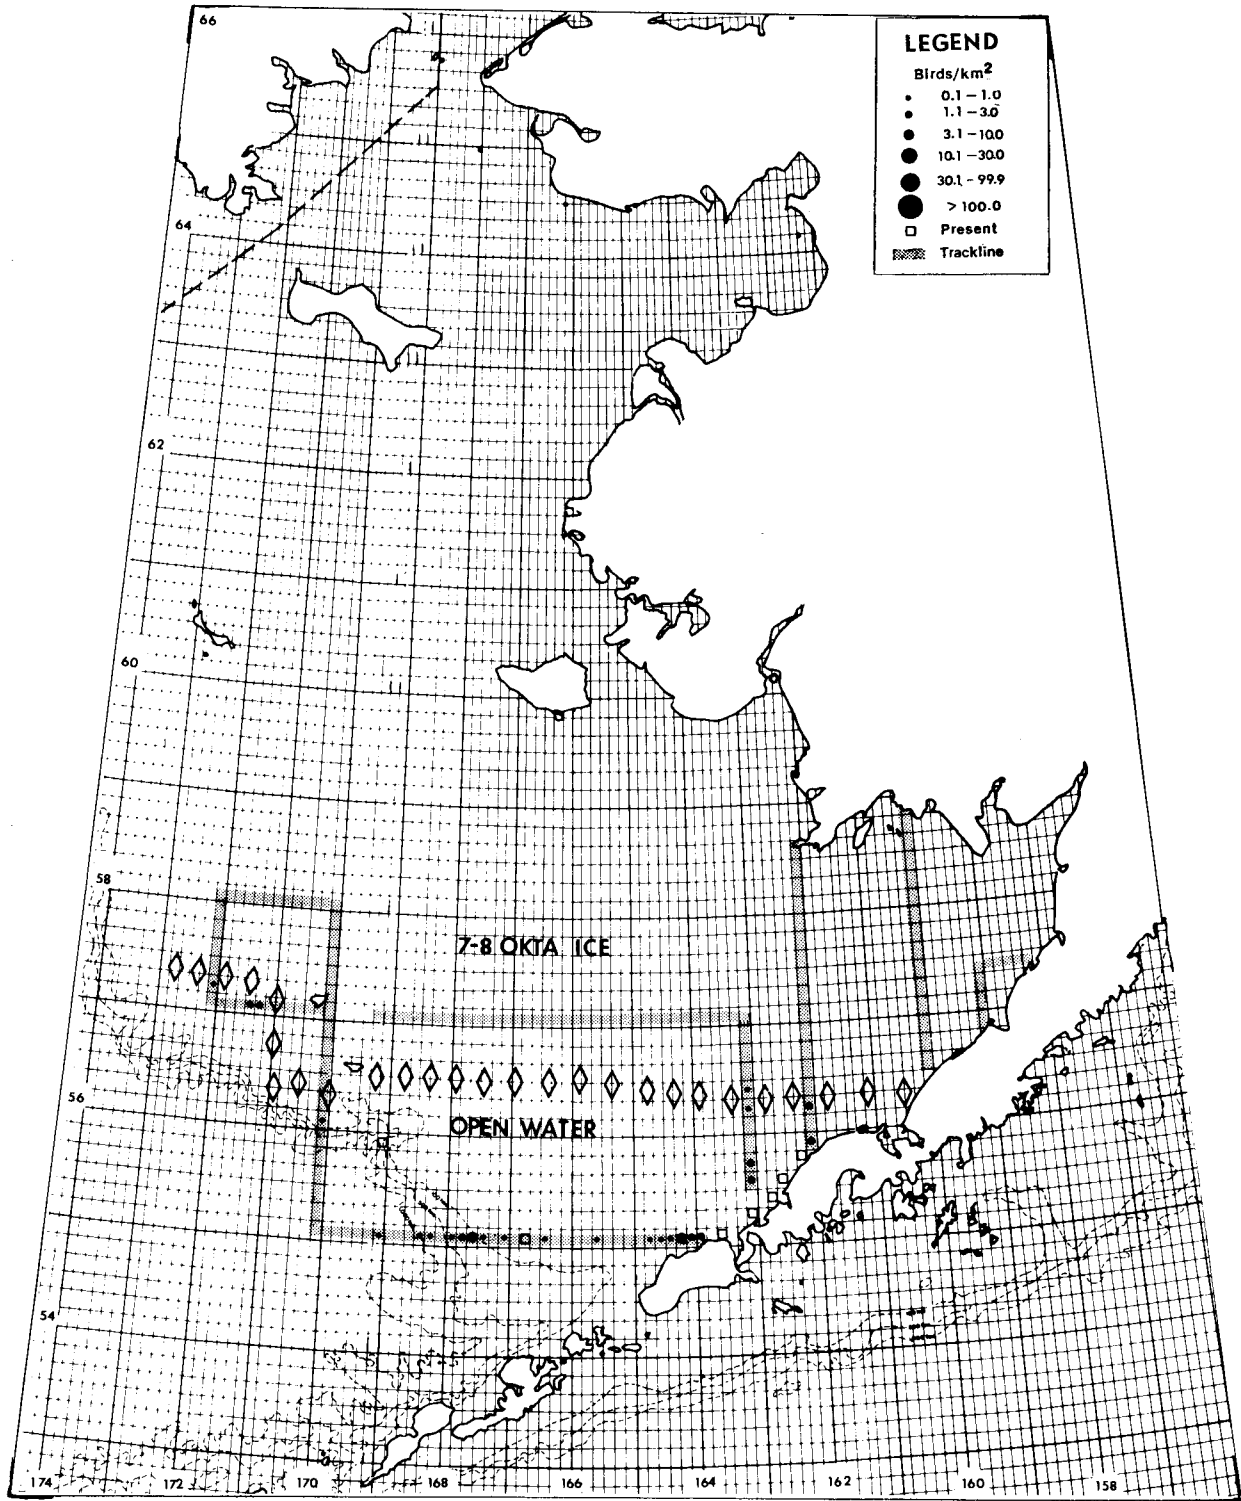 66
LEGEND
Birds/km²
0.1 – 1.0
1.1 – 3.0
3.1 – 10.0
10.1 – 30.0
30.1 – 99.9
> 100.0
Present
Trackline
64
62
60
58
7-8 OKTA ICE
56
OPEN WATER
54
174 172 170 168 166 164 162 160 158